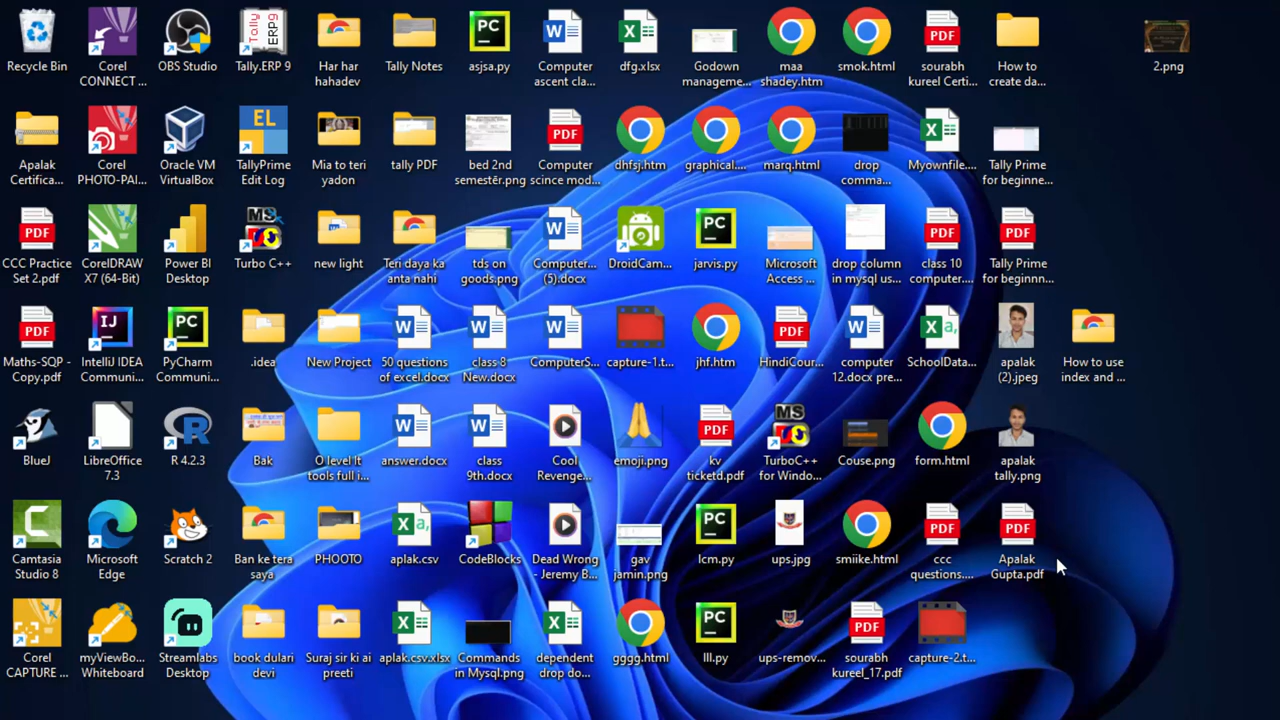 Recycle Bin
Corel
CONNECT ...
OBS Studio
Tally.ERP 9
Har har
hahadev
Tally Notes
asjsa.py
Computer
ascent cla...
dfg.xlsx
Godown
manageme...
maa
shadey.htm
smok.html
sourabh
kureel Certi...
How to
create da...
2.png
Apalak
Certifica...
Corel
PHOTO-PAI...
Oracle VM
VirtualBox
TallyPrime
Edit Log
Mia to teri
yadon
tally PDF
bed 2nd
semestēr.png
Computer
scince mod...
dhfsj.htm
graphical....
marq.html
drop
comma...
Myownfile....
Tally Prime
for beginne...
CCC Practice
Set 2.pdf
CorelDRAW
X7 (64-Bit)
Power BI
Desktop
Turbo C++
new light
Teri daya ka
anta nahi
tds on
goods.png
Computer...
(5).docx
DroidCam...
jarvis.py
Microsoft
Access ...
drop column
in mysql us...
class 10
computer....
Tally Prime
for beginnn...
Maths-SQP -
Copy.pdf
IntelliJ IDEA
Communi...
PyCharm
Communi...
.idea
New Project
50 questions
of excel.docx
class 8
New.docx
ComputerS...
capture-1.t...
jhf.htm
HindiCour...
computer
12.docx pre...
SchoolData...
apalak
(2).jpeg
How to use
index and ...
BlueJ
LibreOffice
7.3
R 4.2.3
Bak
O level It
tools full i...
answer.docx
class
9th.docx
Cool
Revenge...
emoji.png
kv
ticketd.pdf
TurboC++
for Windo...
Couse.png
form.html
apalak
tally.png
Camtasia
Studio 8
Microsoft
Edge
Scratch 2
Ban ke tera
saya
PHOOTO
aplak.csv
CodeBlocks
Dead Wrong
- Jeremy B...
gav
jamin.png
lcm.py
ups.jpg
smiike.html
ccc
questions....
Apalak
Gupta.pdf
Corel
CAPTURE ...
myViewBo...
Whiteboard
Streamlabs
Desktop
book dulari
devi
Suraj sir ki ai
preeti
aplak.csv.xlsx
Commands
in Mysql.png
dependent
drop do...
gggg.html
lll.py
ups-remov...
sourabh
kureel_17.pdf
capture-2.t...